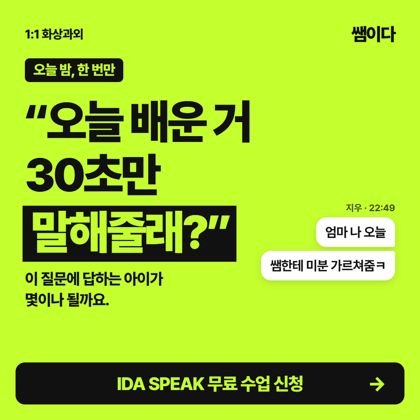 1:1 화상과외
쌤이다
오늘 밤, 한 번만
“오늘 배운 거
30초만
말해줄래?”
지우 · 22:49
엄마 나 오늘
쌤한테 미분 가르쳐줌ㅋ
이 질문에 답하는 아이가
몇이나 될까요.
IDA SPEAK 무료 수업 신청 →